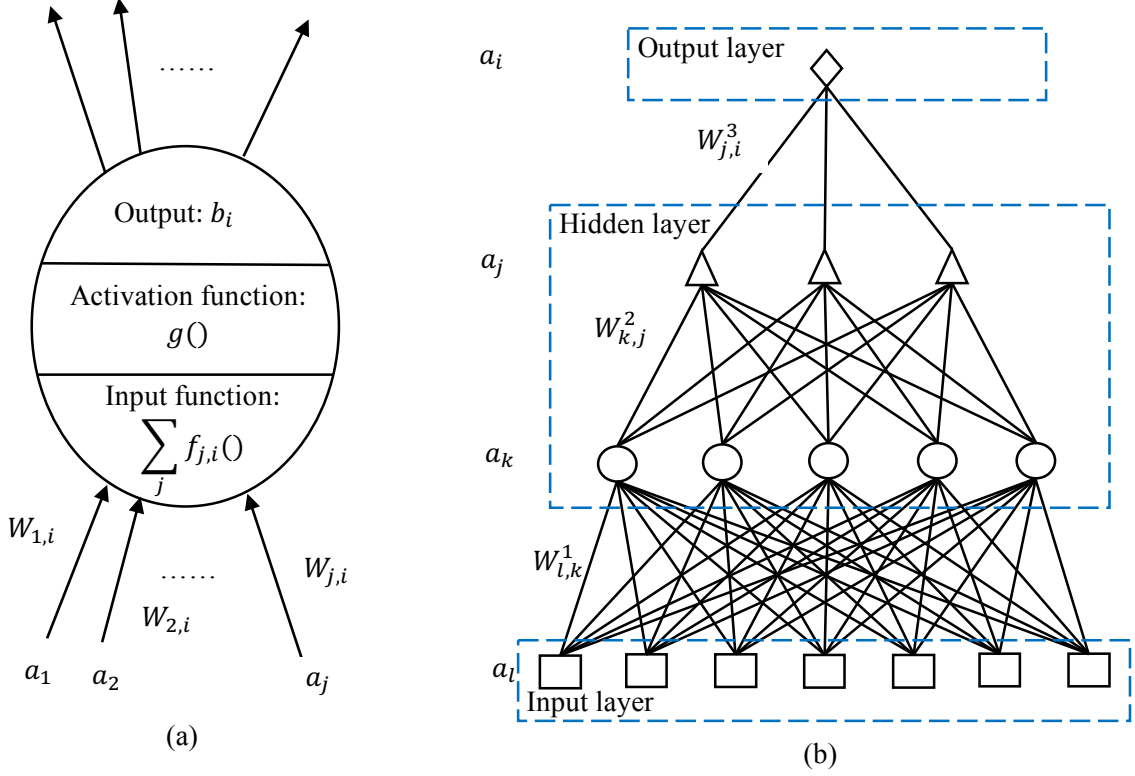 ……
Output: b_i
Activation function:
g()
Input function:
∑_j f_{j,i}()
W_{1,i}
W_{2,i}
……
W_{j,i}
a_1
a_2
a_j
(a)
a_i
Output layer
W^3_{j,i}
Hidden layer
a_j
W^2_{k,j}
a_k
W^1_{l,k}
a_l
Input layer
(b)